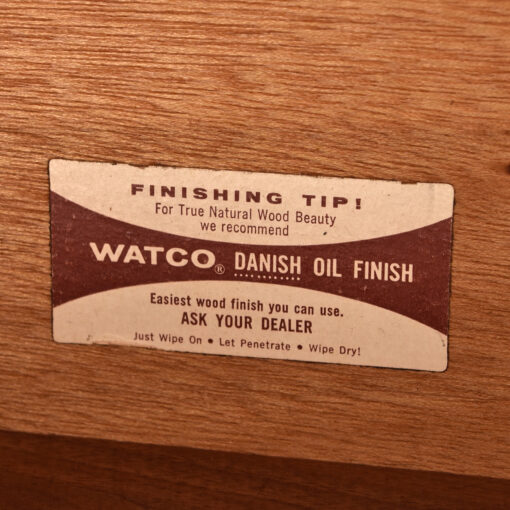 FINISHING TIP!
For True Natural Wood Beauty
we recommend
WATCO® DANISH OIL FINISH
Easiest wood finish you can use.
ASK YOUR DEALER
Just Wipe On • Let Penetrate • Wipe Dry!